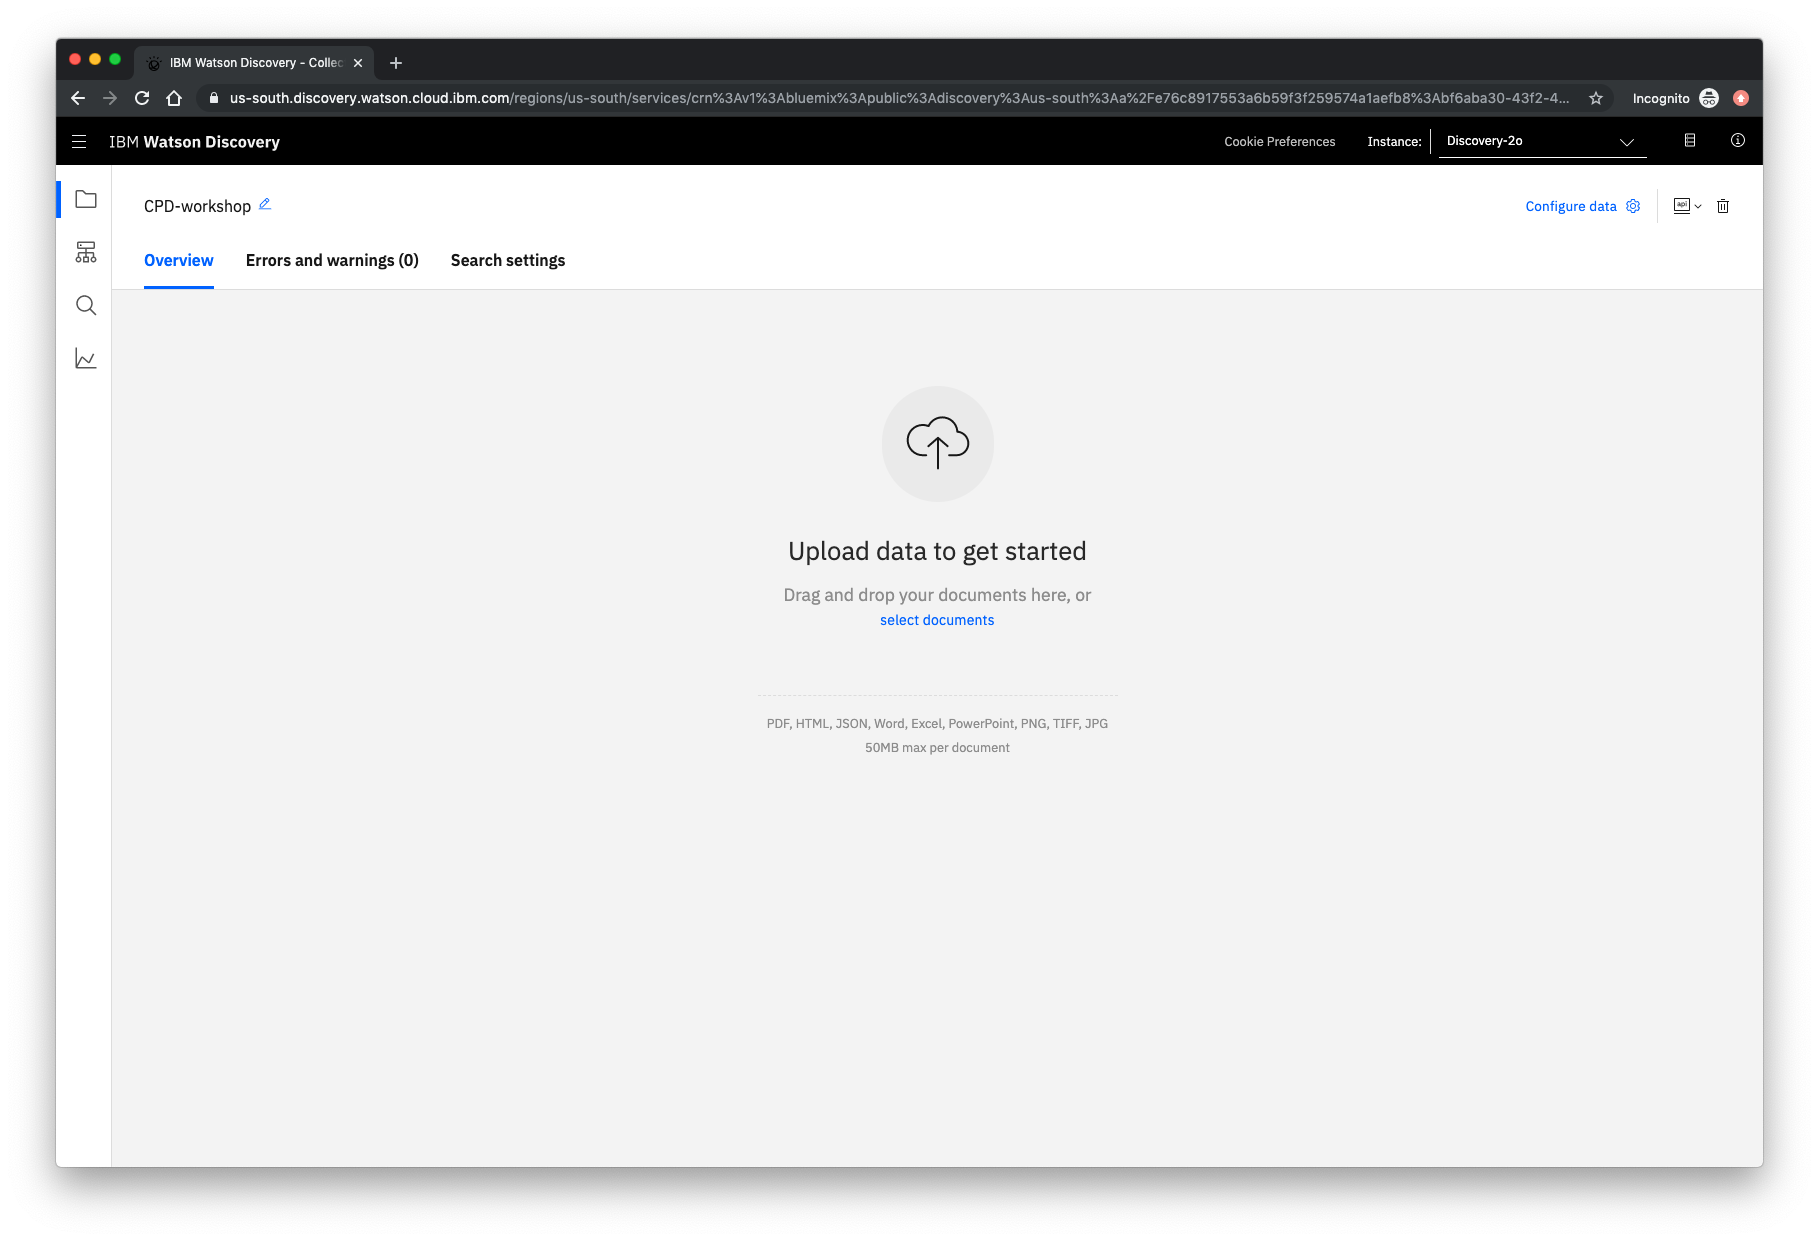 IBM Watson Discovery - Collec
us-south.discovery.watson.cloud.ibm.com/regions/us-south/services/crn%3Av1%3Abluemix%3Apublic%3Adiscovery%3Aus-south%3Aa%2Fe76c8917553a6b59f3f259574a1aefb8%3Abf6aba30-43f2-4...
Incognito
IBM Watson Discovery
Cookie Preferences
Instance:
Discovery-2o
CPD-workshop
Configure data
api
Overview
Errors and warnings (0)
Search settings
Upload data to get started
Drag and drop your documents here, or
select documents
PDF, HTML, JSON, Word, Excel, PowerPoint, PNG, TIFF, JPG
50MB max per document